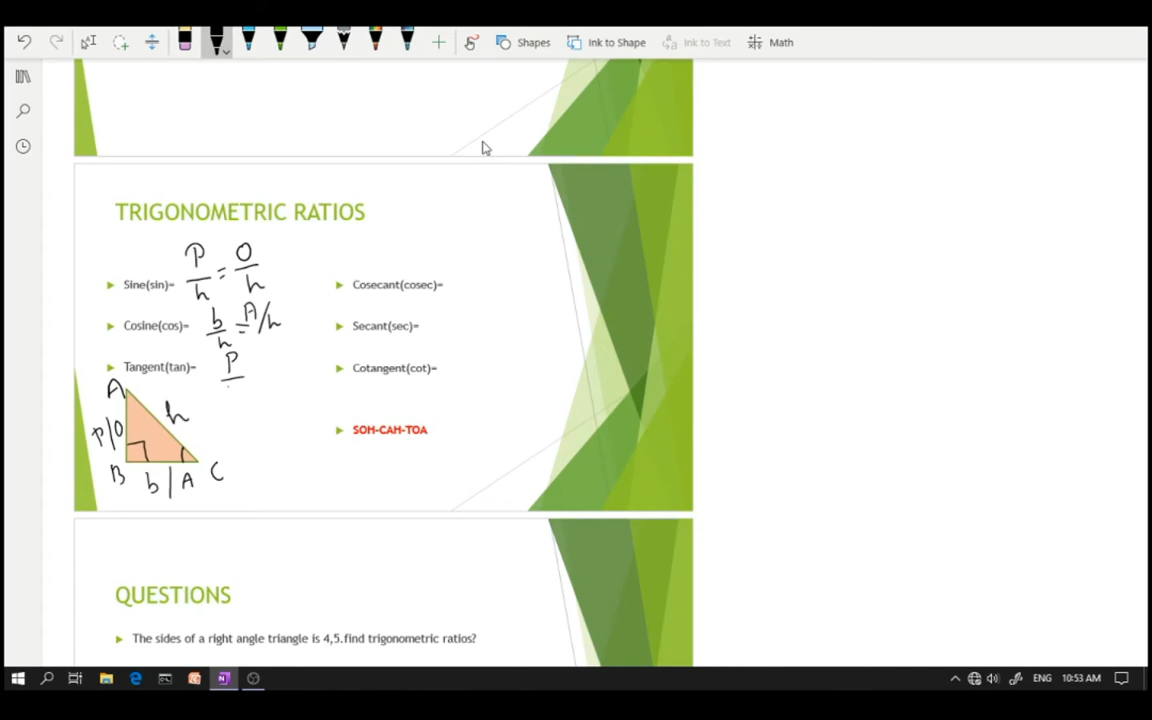 Shapes
Ink to Shape
Ink to Text
Math
TRIGONOMETRIC RATIOS
Sine(sin)= P/h = O/h
Cosine(cos)= b/h = A/h
Tangent(tan)= P
Cosecant(cosec)=
Secant(sec)=
Cotangent(cot)=
SOH-CAH-TOA
A
h
P|O
B
b|A
C
QUESTIONS
The sides of a right angle triangle is 4,5.find trigonometric ratios?
ENG
10:53 AM